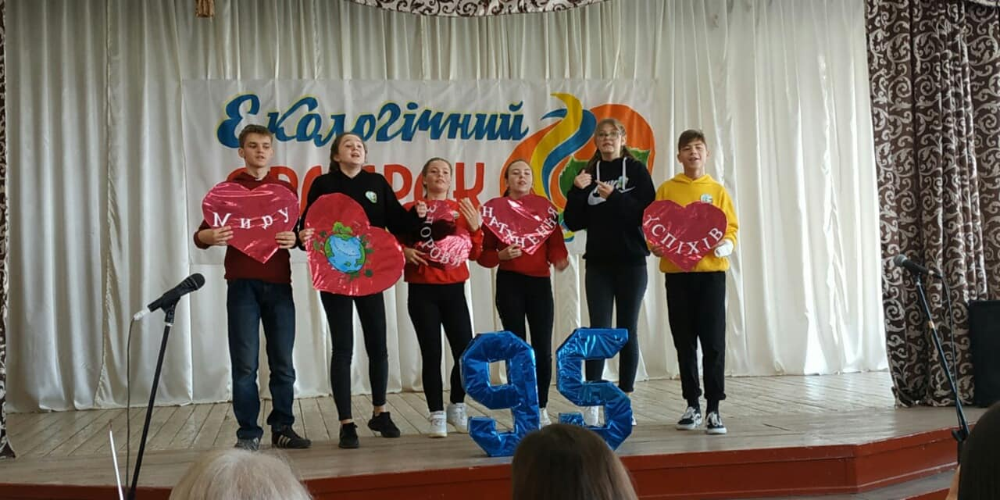 Екологічний
Миру
ЗДОРОВ'Я
НАТХНЕННЯ
УСПІХІВ
95